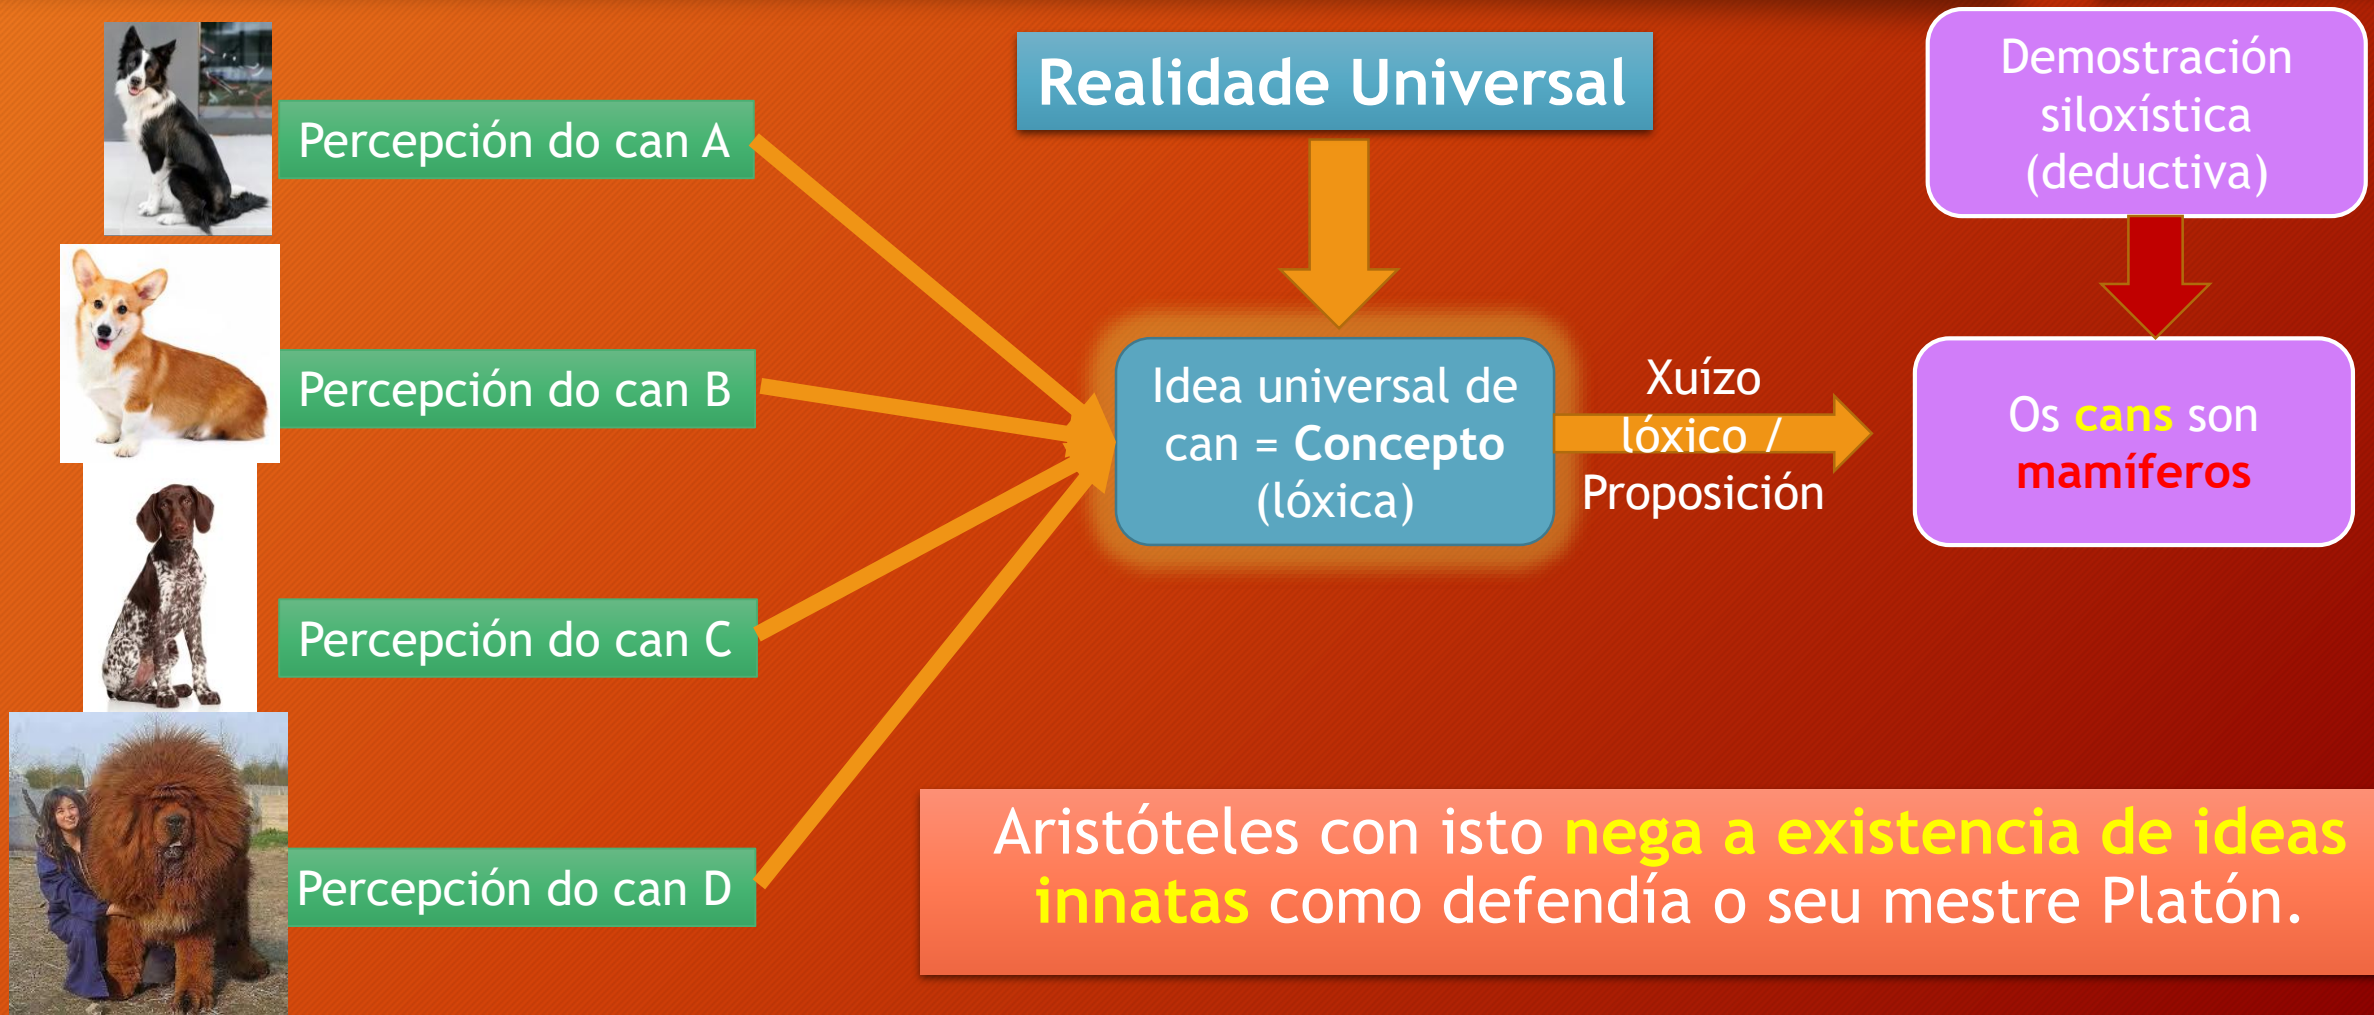 Realidade Universal
Demostración
siloxística
(deductiva)
Percepción do can A
Percepción do can B
Percepción do can C
Percepción do can D
Idea universal de
can = Concepto
(lóxica)
Xuízo
lóxico /
Proposición
Os cans son
mamíferos
Aristóteles con isto nega a existencia de ideas
innatas como defendía o seu mestre Platón.